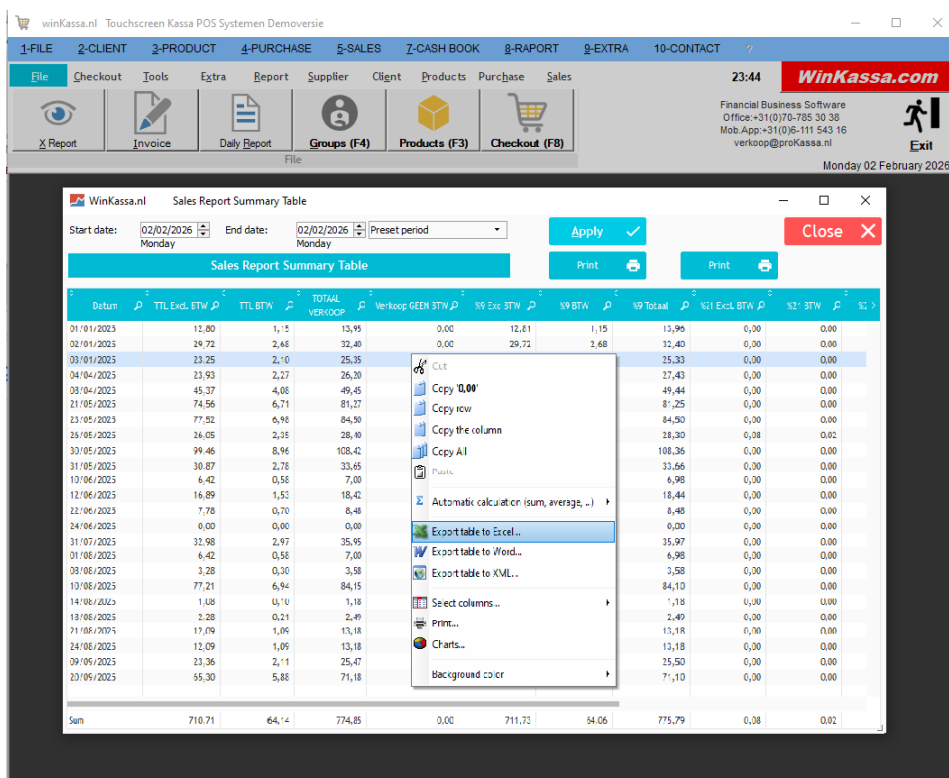 winKassa.nl Touchscreen Kassa POS Systemen Demoversie
1-FILE 2-CLIENT 3-PRODUCT 4-PURCHASE 5-SALES 7-CASH BOOK 8-RAPORT 9-EXTRA 10-CONTACT ?
File Checkout Tools Extra Report Supplier Client Products Purchase Sales 23:44 WinKassa.com
Financial Business Software
Office:+31(0)70-785 30 38
Mob.App:+31(0)6-111 543 16
verkoop@proKassa.nl
X Report Invoice Daily Report Groups (F4) Products (F3) Checkout (F8) Exit
File
Monday 02 February 2026
WinKassa.nl Sales Report Summary Table
Start date: 02/02/2026 End date: 02/02/2026 Preset period Apply Close
Monday Monday
Sales Report Summary Table Print Print
Datum TTL Excl. BTW TTL BTW TOTAAL VERKOOP Verkoop GEEN BTW %9 Exc BTW %9 BTW %9 Totaal %21 Excl. BTW %21 BTW
01/01/2025 12,80 1,15 13,95 0,00 12,81 1,15 13,96 0,00 0,00
02/01/2025 29,72 2,68 32,40 0,00 29,72 2,68 32,40 0,00 0,00
03/01/2025 23,25 2,10 25,35 25,33 0,00 0,00
04/04/2025 23,93 2,27 26,20 27,43 0,00 0,00
08/04/2025 45,37 4,08 49,45 49,44 0,00 0,00
21/05/2025 74,56 6,71 81,27 81,25 0,00 0,00
23/05/2025 77,52 6,98 84,50 84,50 0,00 0,00
26/05/2025 26,05 2,35 28,40 28,30 0,08 0,02
30/05/2025 99,46 8,96 108,42 108,36 0,00 0,00
31/05/2025 30,87 2,78 33,65 33,66 0,00 0,00
10/06/2025 6,42 0,58 7,00 6,98 0,00 0,00
12/06/2025 16,89 1,53 18,42 18,44 0,00 0,00
22/06/2025 7,78 0,70 8,48 8,48 0,00 0,00
24/06/2025 0,00 0,00 0,00 0,00 0,00 0,00
31/07/2025 32,98 2,97 35,95 35,97 0,00 0,00
01/08/2025 6,42 0,58 7,00 6,98 0,00 0,00
08/08/2025 3,28 0,30 3,58 3,58 0,00 0,00
10/08/2025 77,21 6,94 84,15 84,10 0,00 0,00
14/08/2025 1,08 0,10 1,18 1,18 0,00 0,00
18/08/2025 2,28 0,21 2,49 2,49 0,00 0,00
21/08/2025 12,09 1,09 13,18 13,18 0,00 0,00
24/08/2025 12,09 1,09 13,18 13,18 0,00 0,00
09/09/2025 23,36 2,11 25,47 25,50 0,00 0,00
20/09/2025 65,30 5,88 71,18 71,10 0,00 0,00
Sum 710,71 64,14 774,85 0,00 711,73 64,06 775,79 0,08 0,02
Cut
Copy '0,00'
Copy row
Copy the column
Copy All
Paste
Automatic calculation (sum, average, ..)
Export table to Excel...
Export table to Word...
Export table to XML...
Select columns...
Print...
Charts...
Background color